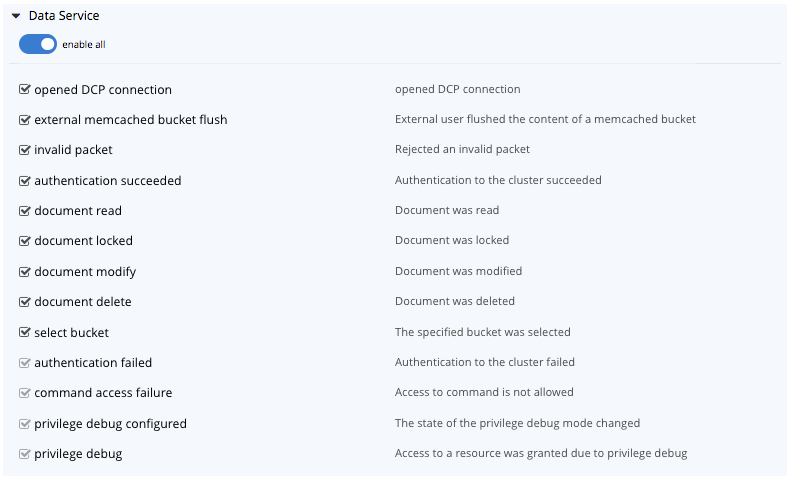 Data Service
enable all
opened DCP connection opened DCP connection
external memcached bucket flush External user flushed the content of a memcached bucket
invalid packet Rejected an invalid packet
authentication succeeded Authentication to the cluster succeeded
document read Document was read
document locked Document was locked
document modify Document was modified
document delete Document was deleted
select bucket The specified bucket was selected
authentication failed Authentication to the cluster failed
command access failure Access to command is not allowed
privilege debug configured The state of the privilege debug mode changed
privilege debug Access to a resource was granted due to privilege debug